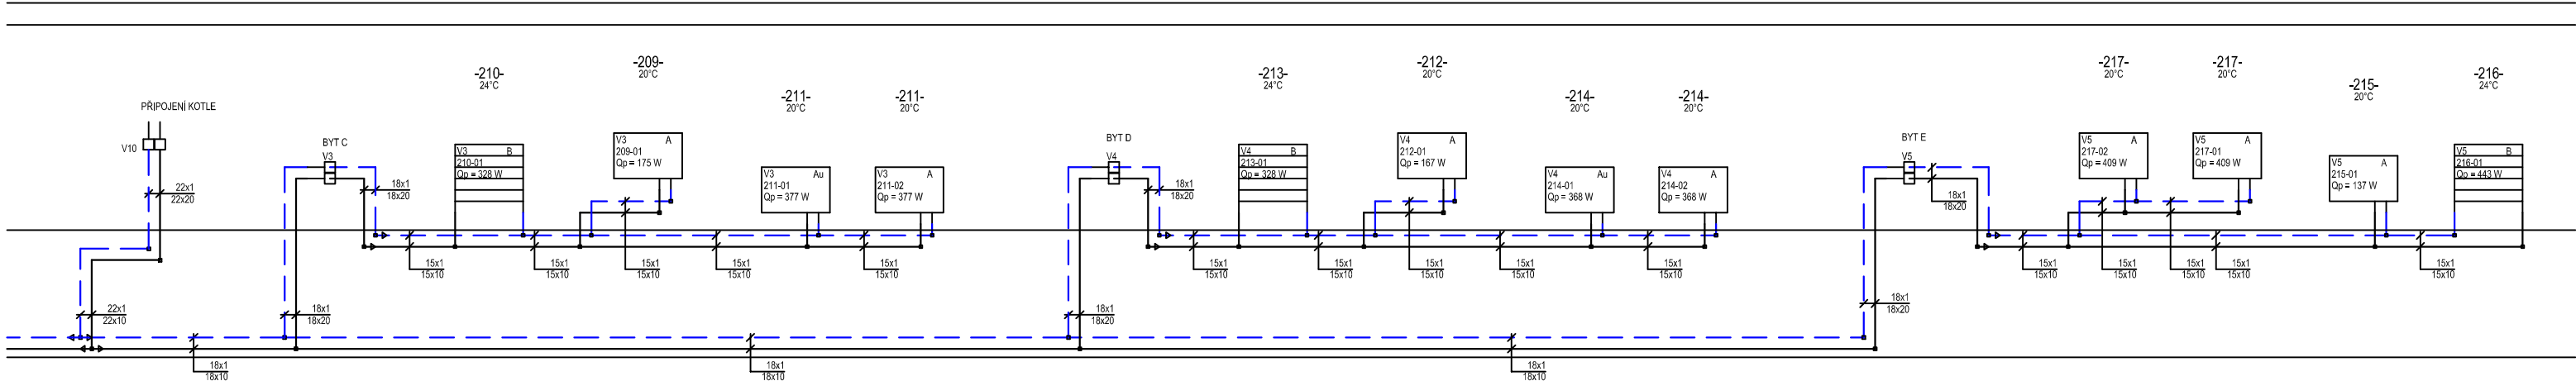 PŘIPOJENÍ KOTLE
V10
22x1
22x20
22x1
22x10
18x1
18x10
BYT C
V3
18x1
18x20
18x1
18x20
-210-
24°C
V3 B
210-01
Qp = 328 W
-209-
20°C
V3 A
209-01
Qp = 175 W
-211-
20°C
V3 Au
211-01
Qp = 377 W
-211-
20°C
V3 A
211-02
Qp = 377 W
15x1
15x10
15x1
15x10
15x1
15x10
15x1
15x10
15x1
15x10
18x1
18x10
BYT D
V4
18x1
18x20
18x1
18x20
-213-
24°C
V4 B
213-01
Qp = 328 W
-212-
20°C
V4 A
212-01
Qp = 167 W
-214-
20°C
V4 Au
214-01
Qp = 368 W
-214-
20°C
V4 A
214-02
Qp = 368 W
15x1
15x10
15x1
15x10
15x1
15x10
15x1
15x10
15x1
15x10
18x1
18x10
BYT E
V5
18x1
18x20
18x1
18x20
-217-
20°C
V5 A
217-02
Qp = 409 W
-217-
20°C
V5 A
217-01
Qp = 409 W
-215-
20°C
V5 A
215-01
Qp = 137 W
-216-
24°C
V5 B
216-01
Qp = 443 W
15x1
15x10
15x1
15x10
15x1
15x10
15x1
15x10
15x1
15x10